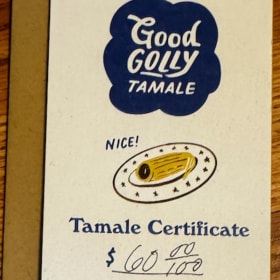 Good
GOLLY
TAMALE
NICE!
Tamale Certificate
$ 60 00/100